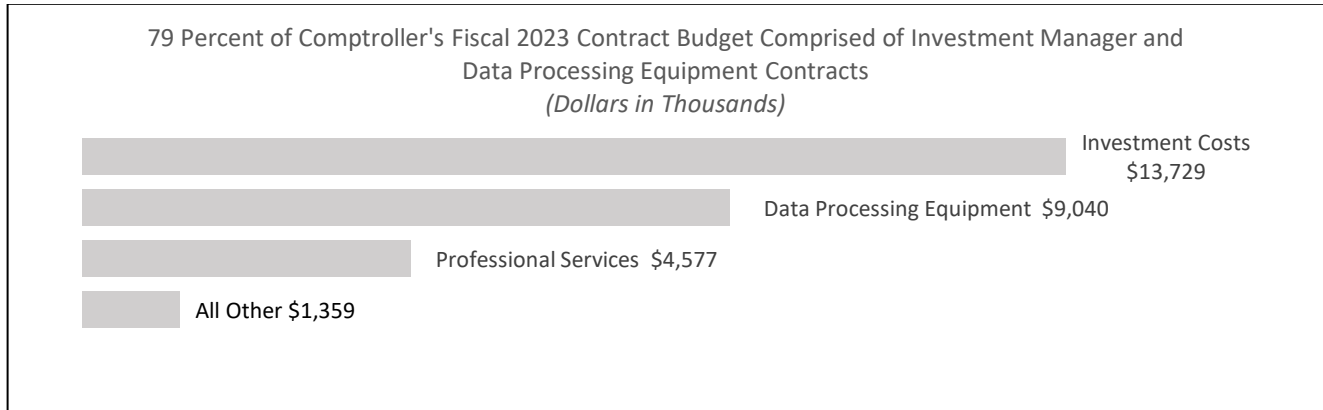 79 Percent of Comptroller's Fiscal 2023 Contract Budget Comprised of Investment Manager and
Data Processing Equipment Contracts
(Dollars in Thousands)
Investment Costs
$13,729
Data Processing Equipment $9,040
Professional Services $4,577
All Other $1,359